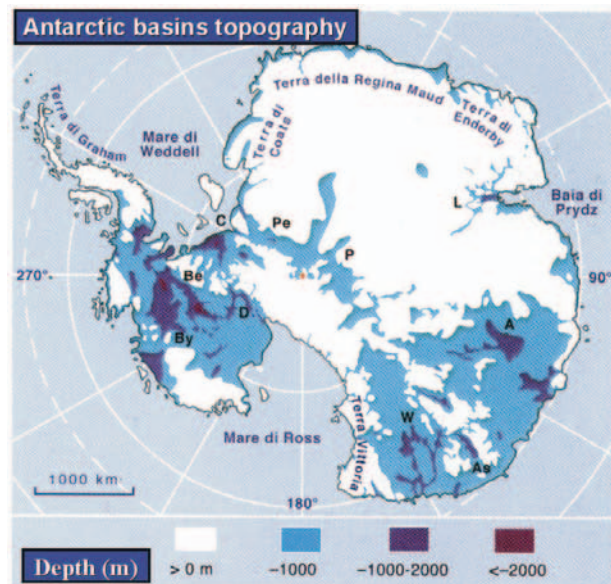 Antarctic basins topography
Terra di Graham
Mare di
Weddell
Terra di
Coats
Terra della Regina Maud
Terra di
Enderby
Baia di
Prydz
L
C
Pe
P
270°
Be
90°
D
By
A
W
As
Terra Vittoria
Mare di Ross
1000 km
180°
Depth (m)
> 0 m
-1000
-1000-2000
<-2000